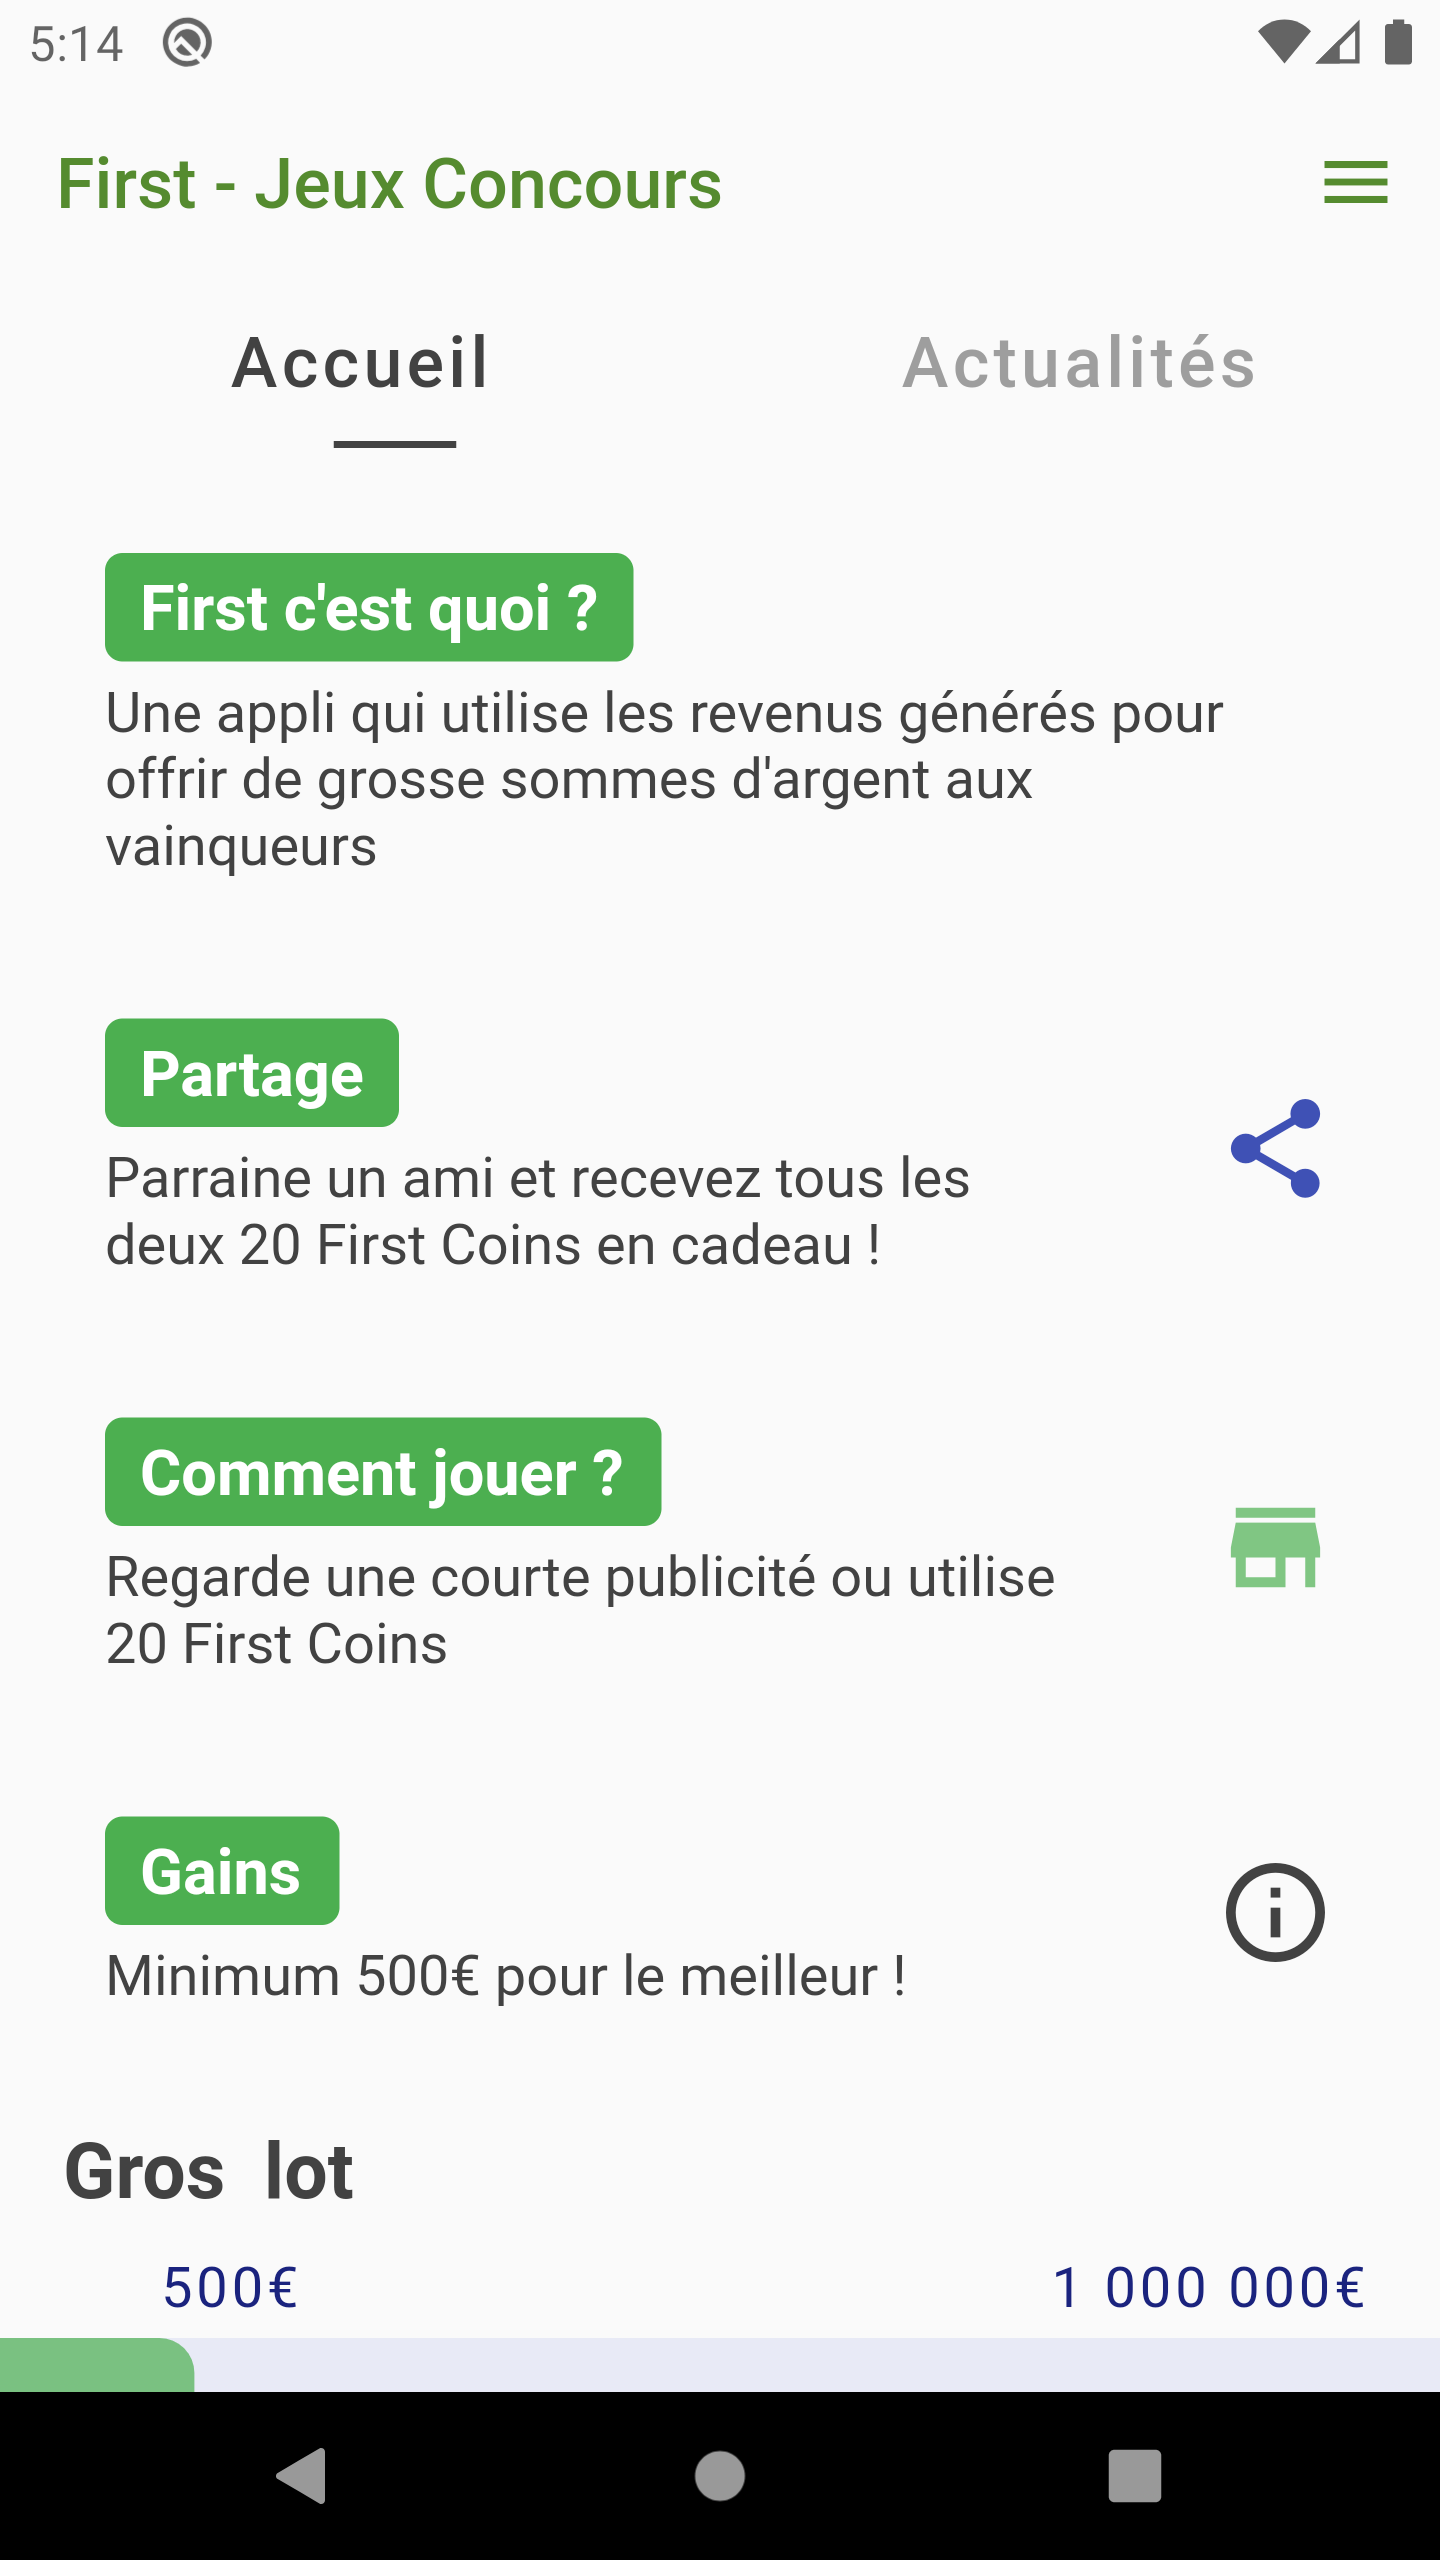 5:14
First - Jeux Concours
Accueil
Actualités
First c'est quoi ?
Une appli qui utilise les revenus générés pour
offrir de grosse sommes d'argent aux
vainqueurs
Partage
Parraine un ami et recevez tous les
deux 20 First Coins en cadeau !
Comment jouer ?
Regarde une courte publicité ou utilise
20 First Coins
Gains
Minimum 500€ pour le meilleur !
Gros  lot
500€
1 000 000€